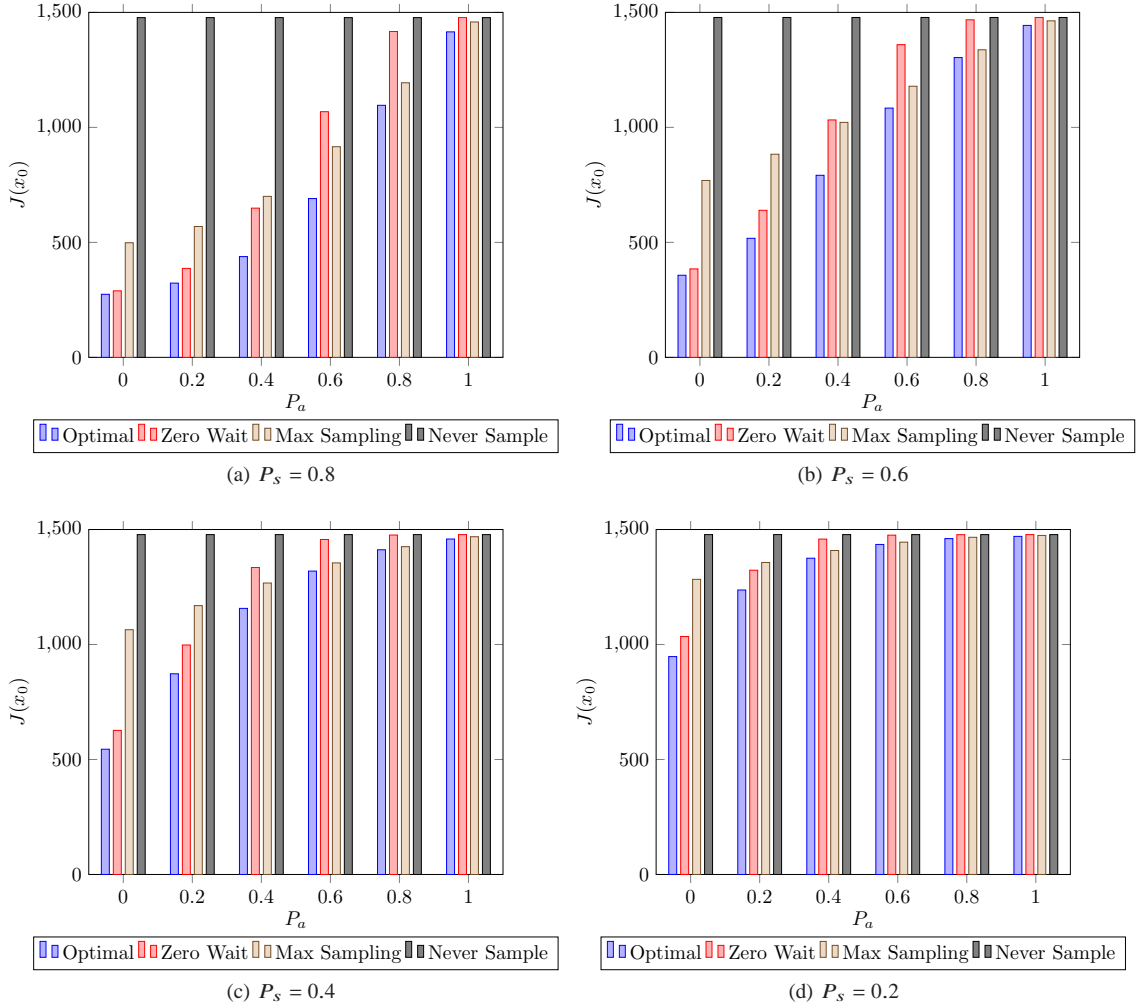 1,500
1,000
500
0
J(x₀)
0 0.2 0.4 0.6 0.8 1
Pₐ
Optimal Zero Wait Max Sampling Never Sample
(a) Pₛ = 0.8
1,500
1,000
500
0
J(x₀)
0 0.2 0.4 0.6 0.8 1
Pₐ
Optimal Zero Wait Max Sampling Never Sample
(b) Pₛ = 0.6
1,500
1,000
500
0
J(x₀)
0 0.2 0.4 0.6 0.8 1
Pₐ
Optimal Zero Wait Max Sampling Never Sample
(c) Pₛ = 0.4
1,500
1,000
500
0
J(x₀)
0 0.2 0.4 0.6 0.8 1
Pₐ
Optimal Zero Wait Max Sampling Never Sample
(d) Pₛ = 0.2